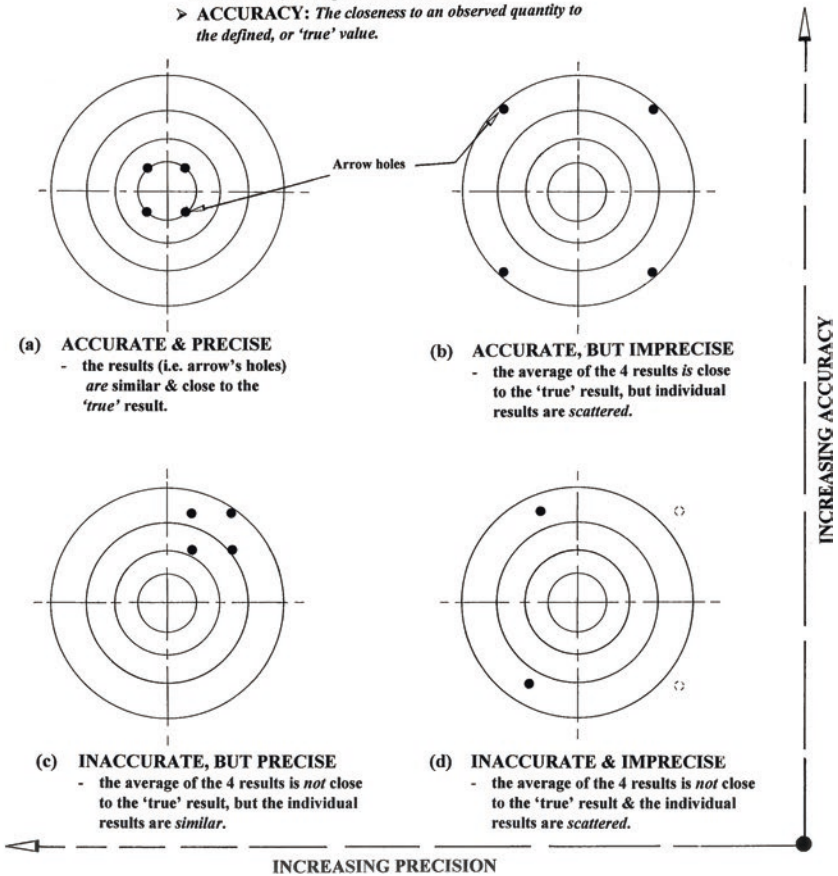 ➢ ACCURACY: The closeness to an observed quantity to
the defined, or ‘true’ value.
Arrow holes
(a) ACCURATE & PRECISE
- the results (i.e. arrow’s holes)
are similar & close to the
‘true’ result.
(b) ACCURATE, BUT IMPRECISE
- the average of the 4 results is close
to the ‘true’ result, but individual
results are scattered.
(c) INACCURATE, BUT PRECISE
- the average of the 4 results is not close
to the ‘true’ result, but the individual
results are similar.
(d) INACCURATE & IMPRECISE
- the average of the 4 results is not close
to the ‘true’ result & the individual
results are scattered.
INCREASING ACCURACY
INCREASING PRECISION